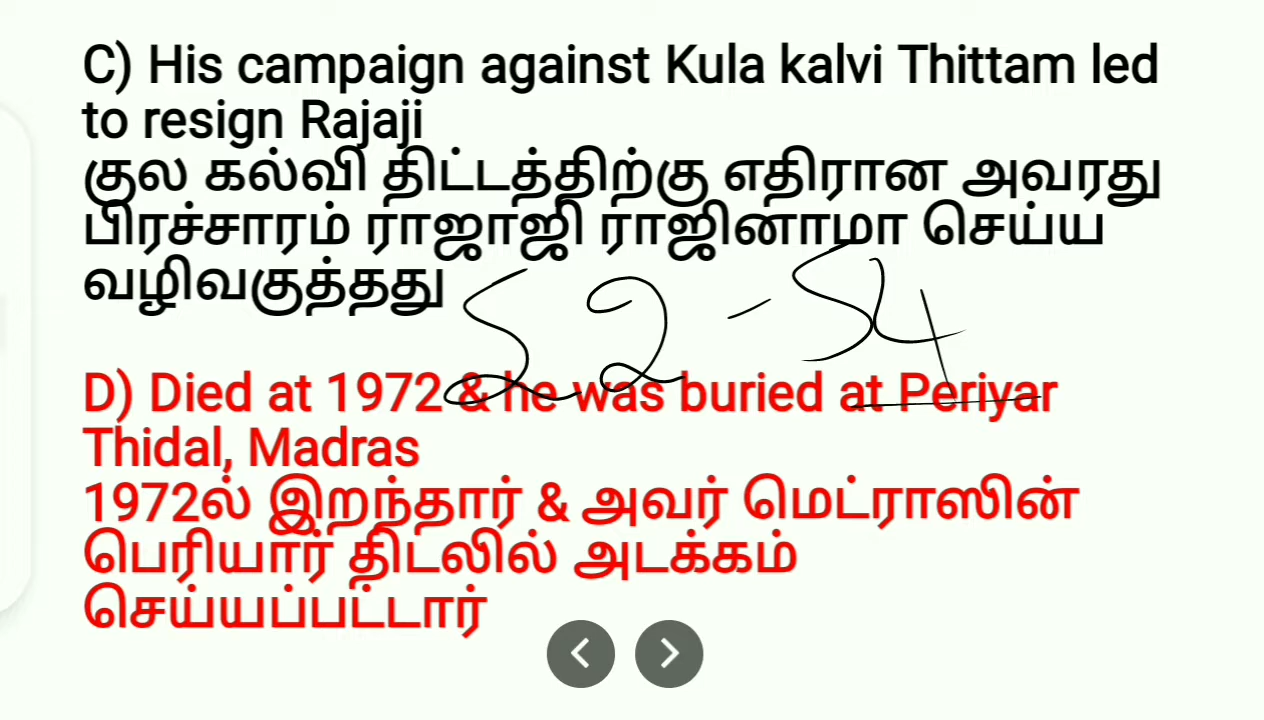 C) His campaign against Kula kalvi Thittam led
to resign Rajaji
குல கல்வி திட்டத்திற்கு எதிரான அவரது
பிரச்சாரம் ராஜாஜி ராஜினாமா செய்ய
வழிவகுத்தது
52 - 54
D) Died at 1972 & he was buried at Periyar
Thidal, Madras
1972ல் இறந்தார் & அவர் மெட்ராஸின்
பெரியார் திடலில் அடக்கம்
செய்யப்பட்டார்